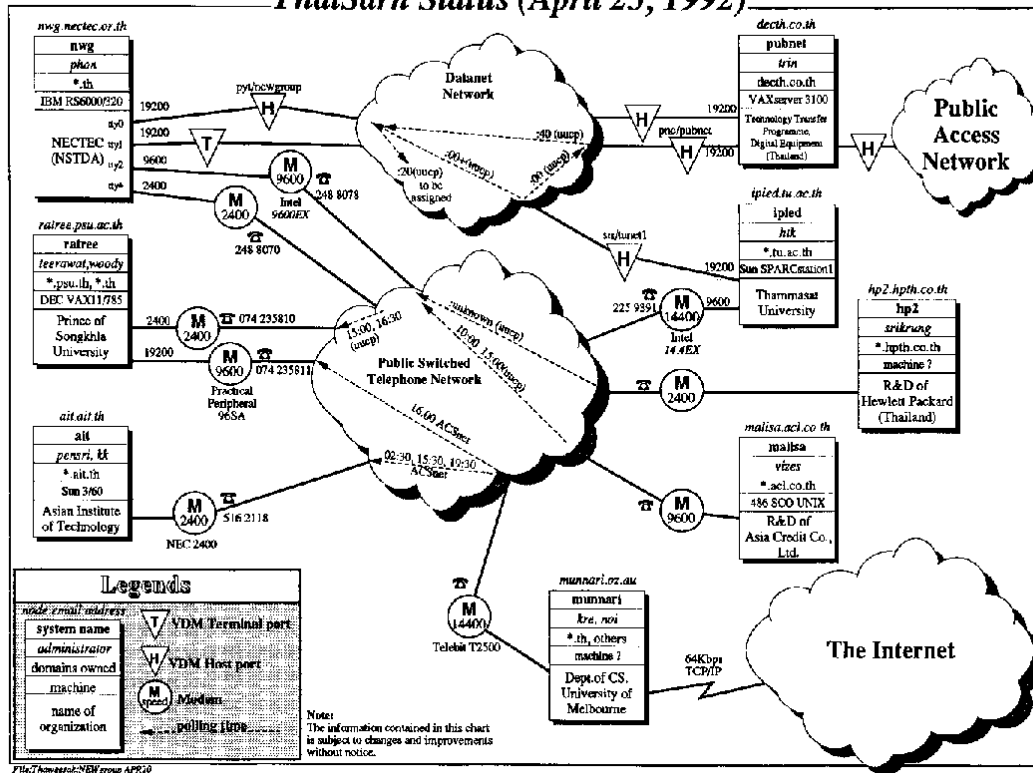 ThaiSarn Status (April 25, 1992)
nwg.nectec.or.th
nwg
phon
*.th
IBM RS6000/320
NECTEC
(NSTDA)
tty0
tty1
tty2
19200
19200
9600
2400
pyt/newgroup
H
T
M
9600
Intel
9600EX
248 8078
M
2400
248 8070
Datanet
Network
:40 (uucp)
:00 (uucp)
:00 (uucp)
:20(uucp)
to be
assigned
H
19200
pnc/pubnet
H
19200
decth.co.th
pubnet
trin
decth.co.th
VAXserver 3100
Technology Transfer
Programme,
Digital Equipment
(Thailand)
H
Public
Access
Network
ratree.psu.ac.th
ratree
teerawat,woody
*.psu.th, *.th
DEC VAX11/785
Prince of
Songkhla
University
2400
M
2400
074 235810
19200
M
9600
074 235811
Practical
Peripheral
96SA
Public Switched
Telephone Network
15:00, 16:30
(uucp)
unknown (uucp)
10:00, 15:00(uucp)
16:00 ACSnet
02:30, 15:30, 19:30
ACSnet
H
19200
ipied.tu.ac.th
ipied
htk
*.tu.ac.th
Sun SPARCstation1
Thammasat
University
225 9391
M
14400
Intel
14.4EX
9600
hp2.hpth.co.th
hp2
srikrung
*.hpth.co.th
machine ?
R&D of
Hewlett Packard
(Thailand)
M
2400
malisa.acl.co.th
malisa
vizes
*.acl.co.th
486 SCO UNIX
R&D of
Asia Credit Co.,
Ltd.
M
9600
ait.ait.th
ait
*.ait.th
Sun 3/60
Asian Institute
of Technology
M
2400
516 2118
NEC 2400
M
14400
Telebit T2500
munnari.oz.au
munnari
kre, noi
*.th, others
machine ?
Dept.of CS.
University of
Melbourne
64Kbps
TCP/IP
The Internet
Legends
node email address
system name
administrator
domains owned
machine
name of
organization
T
VDM Terminal port
H
VDM Host port
M
speed
Modem
polling time
Note:
The information contained in this chart
is subject to changes and improvements
without notice.